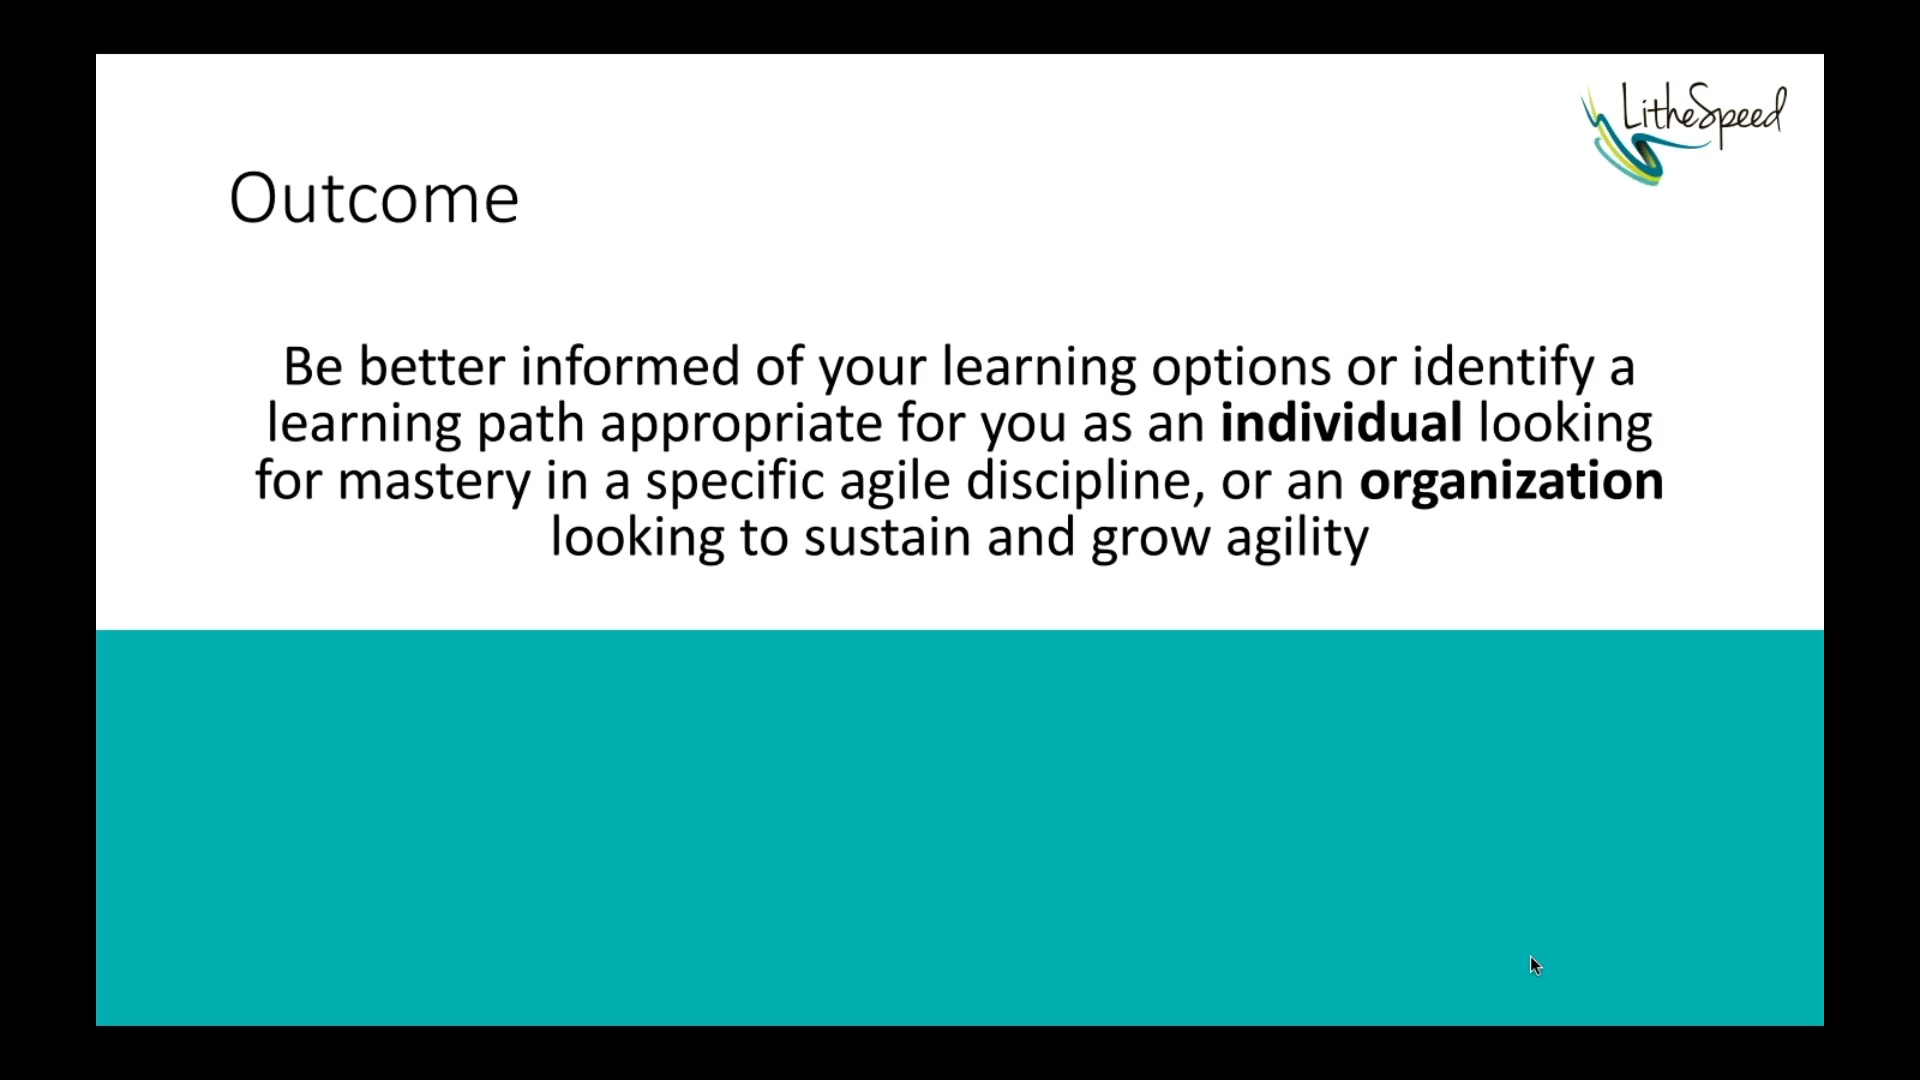 LitheSpeed
Outcome
Be better informed of your learning options or identify a
learning path appropriate for you as an individual looking
for mastery in a specific agile discipline, or an organization
looking to sustain and grow agility